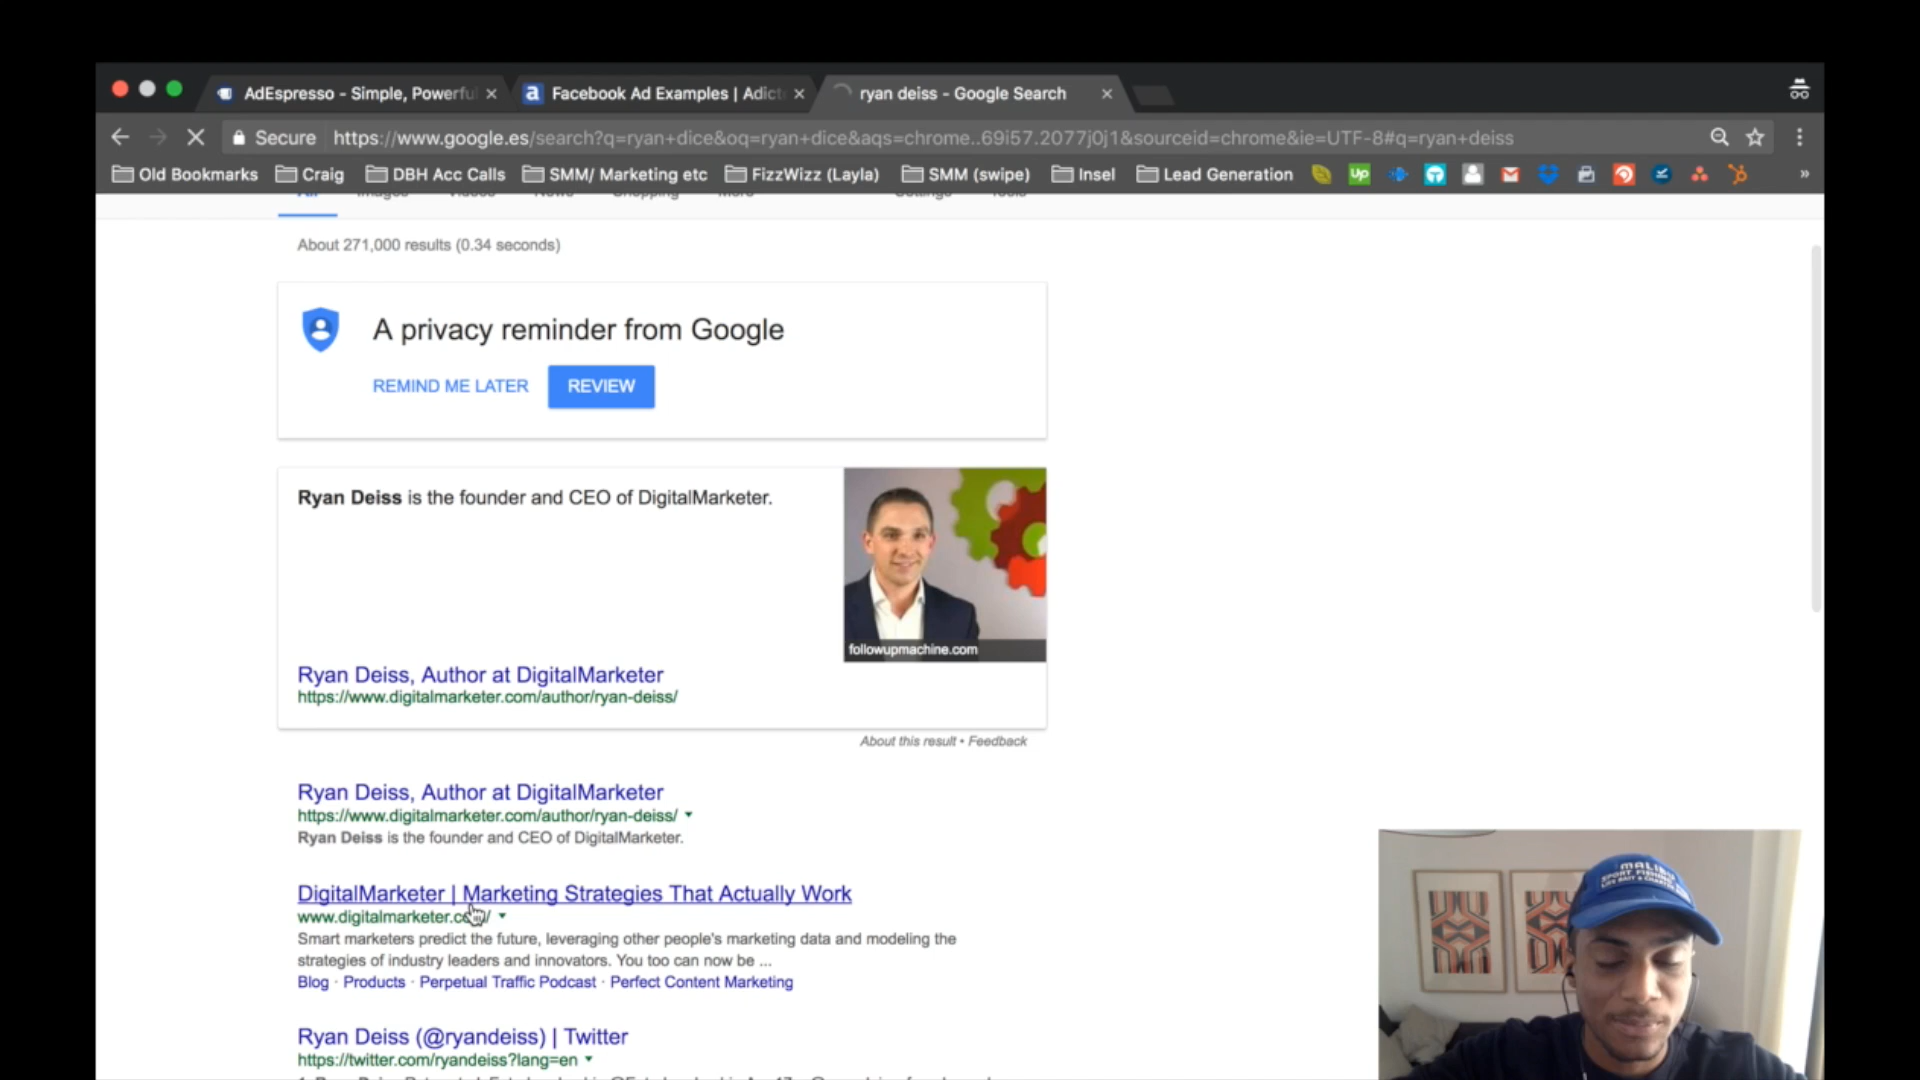 AdEspresso - Simple, Powerfu
Facebook Ad Examples | Adict
ryan deiss - Google Search
Secure https://www.google.es/search?q=ryan+dice&oq=ryan+dice&aqs=chrome..69i57.2077j0j1&sourceid=chrome&ie=UTF-8#q=ryan+deiss
Old Bookmarks Craig DBH Acc Calls SMM/ Marketing etc FizzWizz (Layla) SMM (swipe) Insel Lead Generation Up »
All Images Videos News Shopping More Settings Tools
About 271,000 results (0.34 seconds)
A privacy reminder from Google
REMIND ME LATER REVIEW
Ryan Deiss is the founder and CEO of DigitalMarketer.
followupmachine.com
Ryan Deiss, Author at DigitalMarketer
https://www.digitalmarketer.com/author/ryan-deiss/
About this result • Feedback
Ryan Deiss, Author at DigitalMarketer
https://www.digitalmarketer.com/author/ryan-deiss/
Ryan Deiss is the founder and CEO of DigitalMarketer.
DigitalMarketer | Marketing Strategies That Actually Work
www.digitalmarketer.com/
Smart marketers predict the future, leveraging other people's marketing data and modeling the
strategies of industry leaders and innovators. You too can now be ...
Blog · Products · Perpetual Traffic Podcast · Perfect Content Marketing
Ryan Deiss (@ryandeiss) | Twitter
https://twitter.com/ryandeiss?lang=en
MALIBU
SPORT FISHING